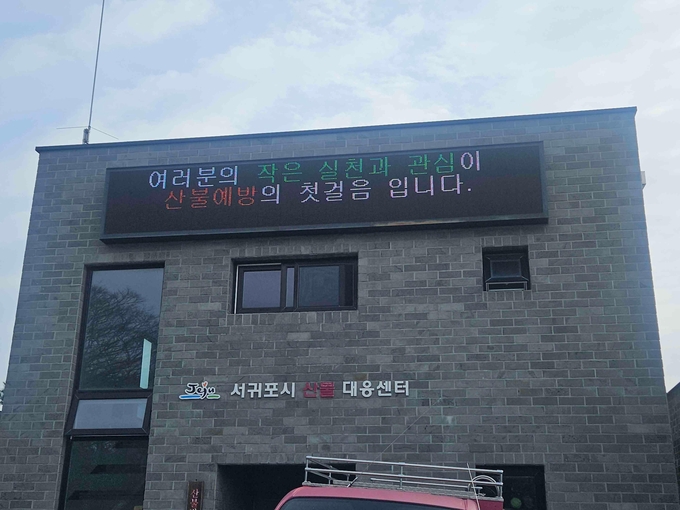 여러분의 작은 실천과 관심이
산불예방의 첫걸음 입니다.
Jeju 서귀포시 산불 대응센터